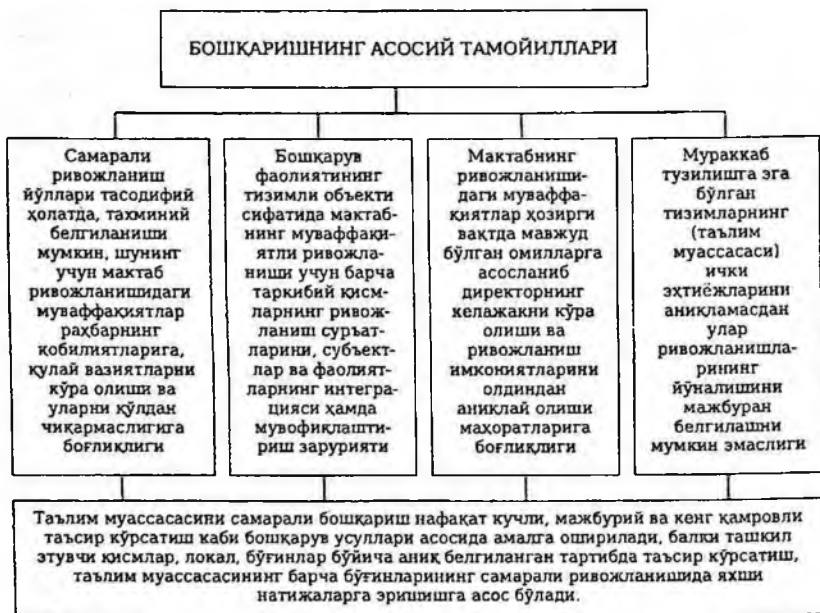 БОШҚАРИШНИНГ АСОСИЙ ТАМОЙИЛЛАРИ
Самарали
ривожланиш
йўллари тасодифий
ҳолатда, тахминий
белгиланиши
мумкин, шунинг
учун мактаб
ривожланишидаги
муваффақиятлар
раҳбарнинг
қобилиятларига,
қулай вазиятларни
кўра олиши ва
уларни қўлдан
чиқармаслигига
боғлиқлиги
Бошқарув
фаолиятининг
тизимли объекти
сифатида мактаб-
нинг муваффақи-
ятли ривожла-
ниши учун барча
таркибий қисм-
ларнинг ривож-
ланиш суръат-
ларини, субъект-
лар ва фаолият-
ларнинг интегра-
цияси ҳамда
мувофиқлашти-
риш зарурияти
Мактабнинг
ривожланиши-
даги муваффа-
қиятлар ҳозирги
вақтда мавжуд
бўлган омилларга
асосланиб
директорнинг
келажакни кўра
олиши ва
ривожланиш
имкониятларини
олдиндан
аниқлай олиши
маҳоратларига
боғлиқлиги
Мураккаб
тузилишга эга
бўлган
тизимларнинг
(таълим
муассасаси)
ички
эҳтиёжларини
аниқламасдан
улар
ривожланишла-
рининг
йўналишини
мажбуран
белгилашни
мумкин эмаслиги
Таълим муассасасини самарали бошқариш нафақат кучли, мажбурий ва кенг қамровли
таъсир кўрсатиш каби бошқарув усуллари асосида амалга оширилади, балки ташкил
этувчи қисмлар, локал, бўғинлар бўйича аниқ белгиланган тартибда таъсир кўрсатиш,
таълим муассасасининг барча бўғинларининг самарали ривожланишида яхши
натижаларга эришишга асос бўлади.